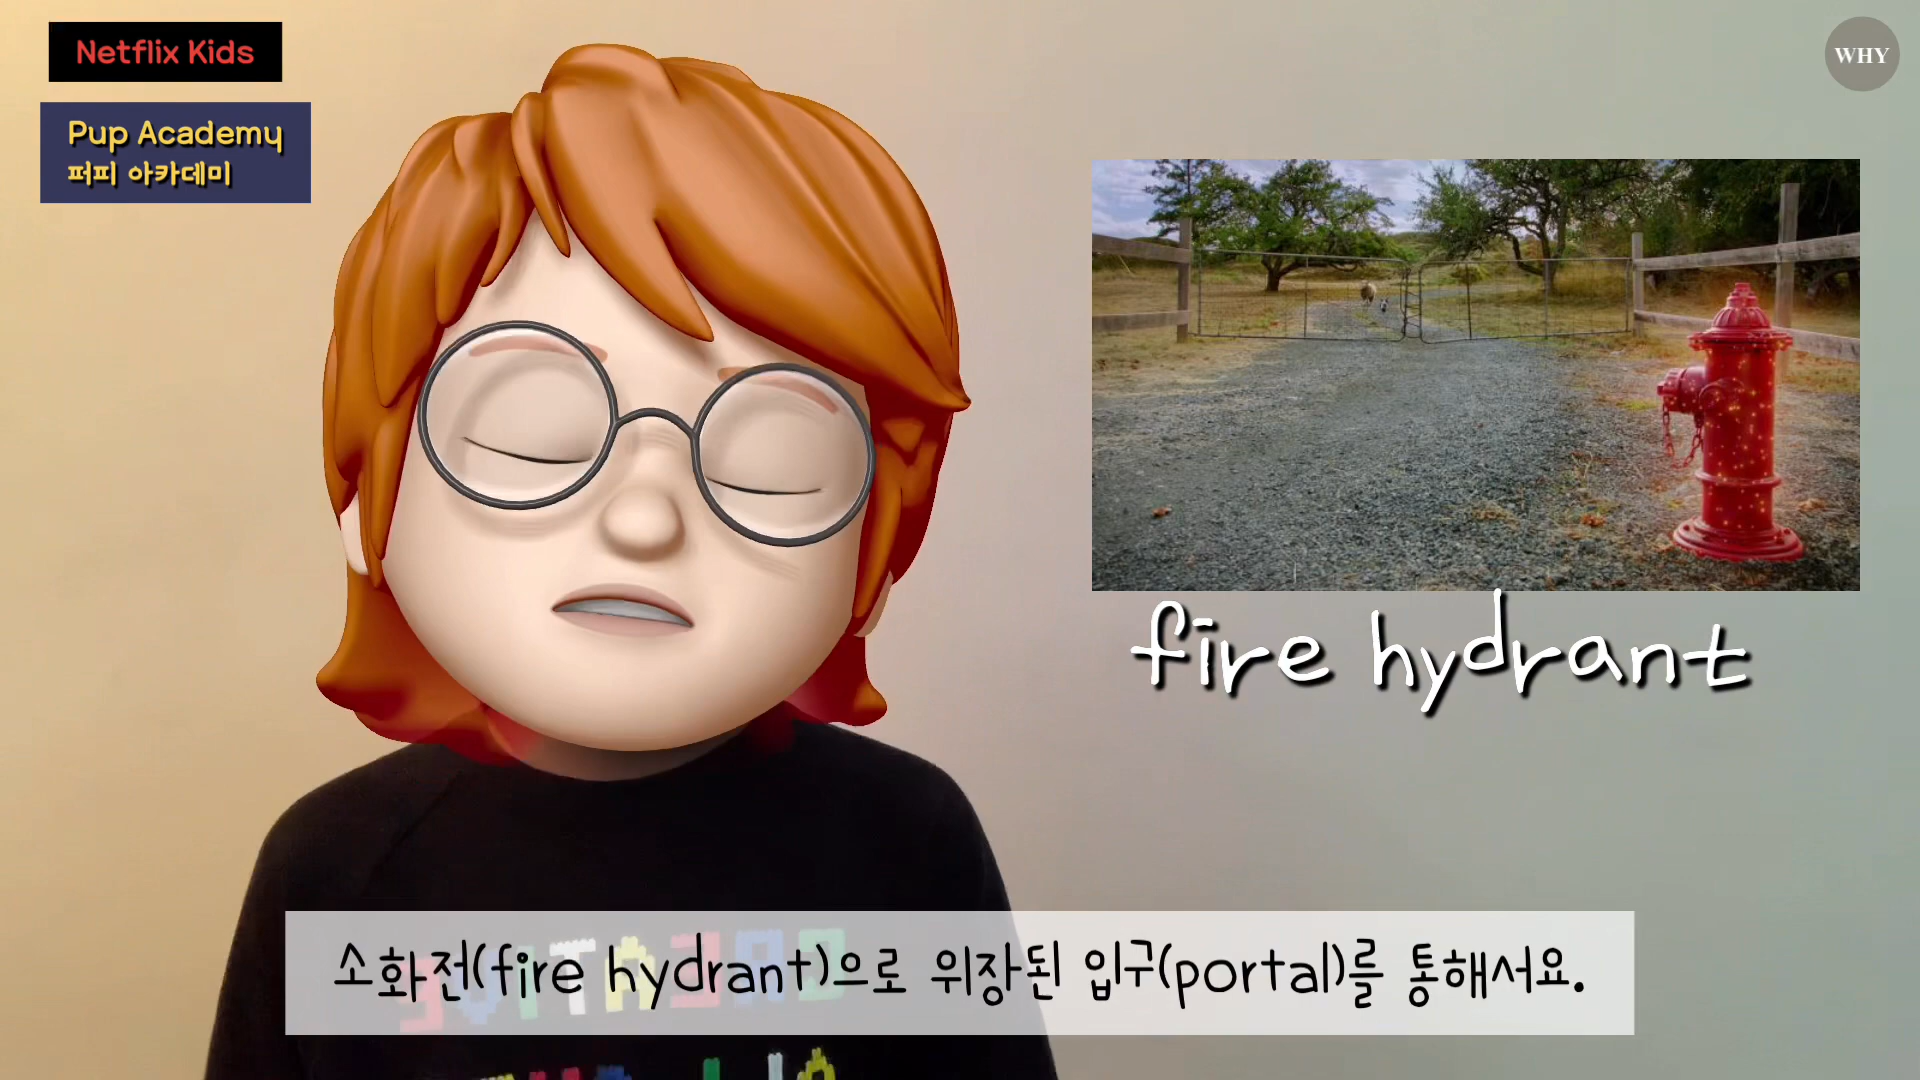 Netflix Kids
WHY
Pup Academy
퍼피 아카데미
fire hydrant
소화전(fire hydrant)으로 위장된 입구(portal)를 통해서요.